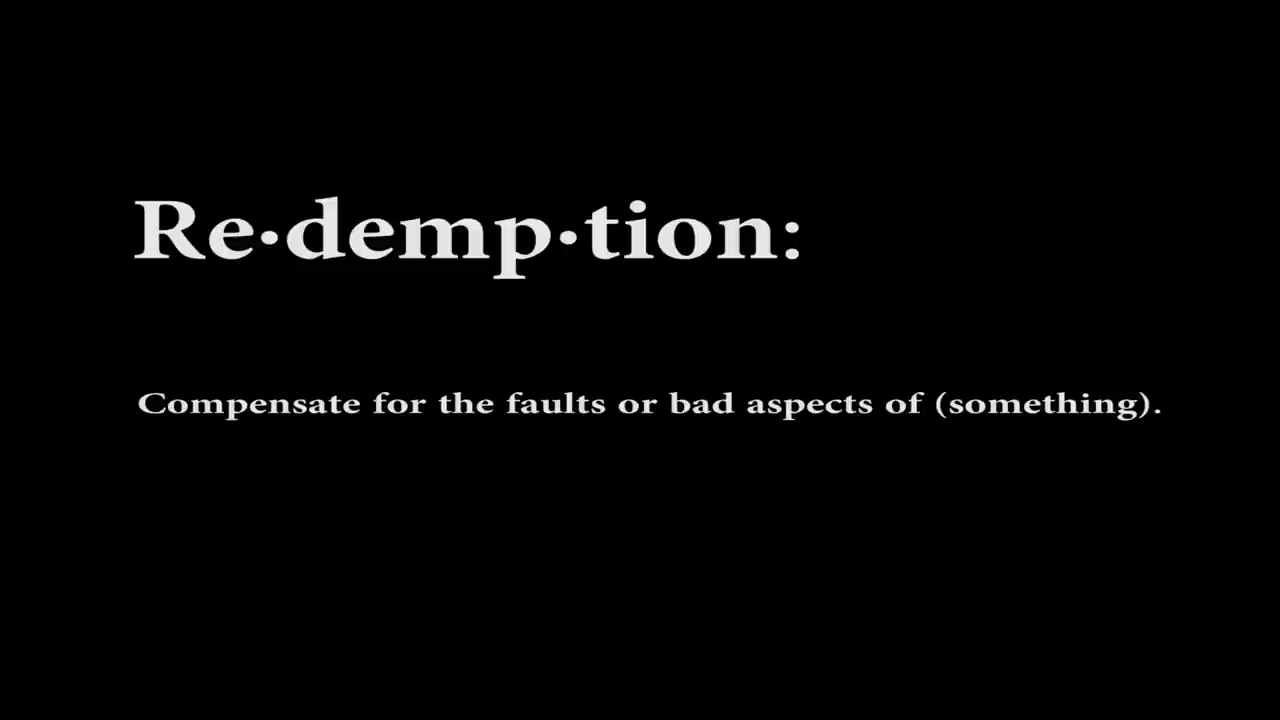 Re·demp·tion:
Compensate for the faults or bad aspects of (something).